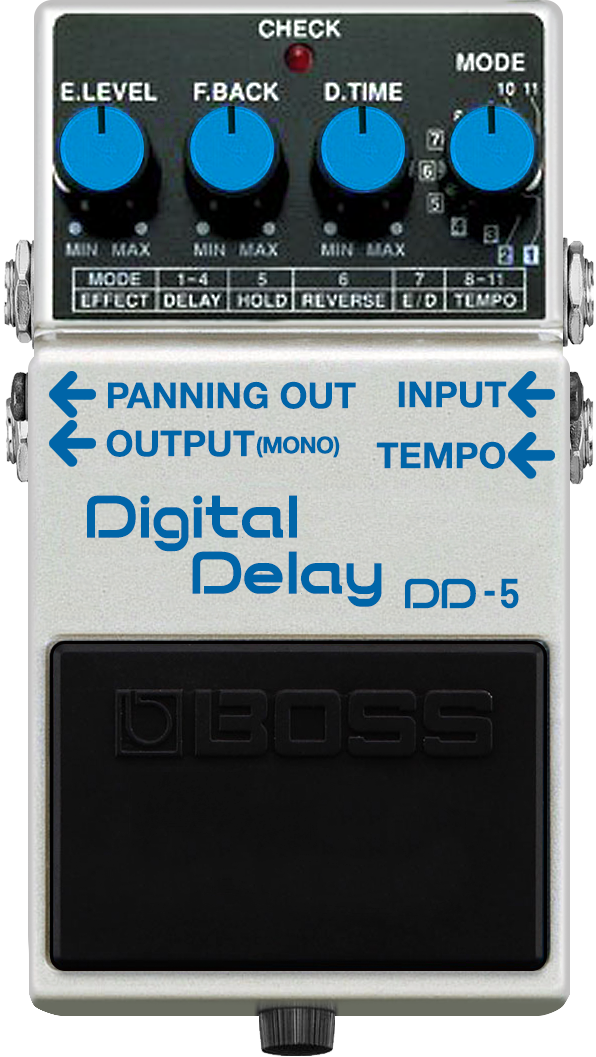 CHECK
MODE
E.LEVEL F.BACK D.TIME
10 11
8
7
6
5
4 3
2 1
MIN MAX MIN MAX MIN MAX
MODE 1-4 5 6 7 8-11
EFFECT DELAY HOLD REVERSE E/D TEMPO
PANNING OUT INPUT
OUTPUT(MONO) TEMPO
Digital
Delay DD-5
BOSS